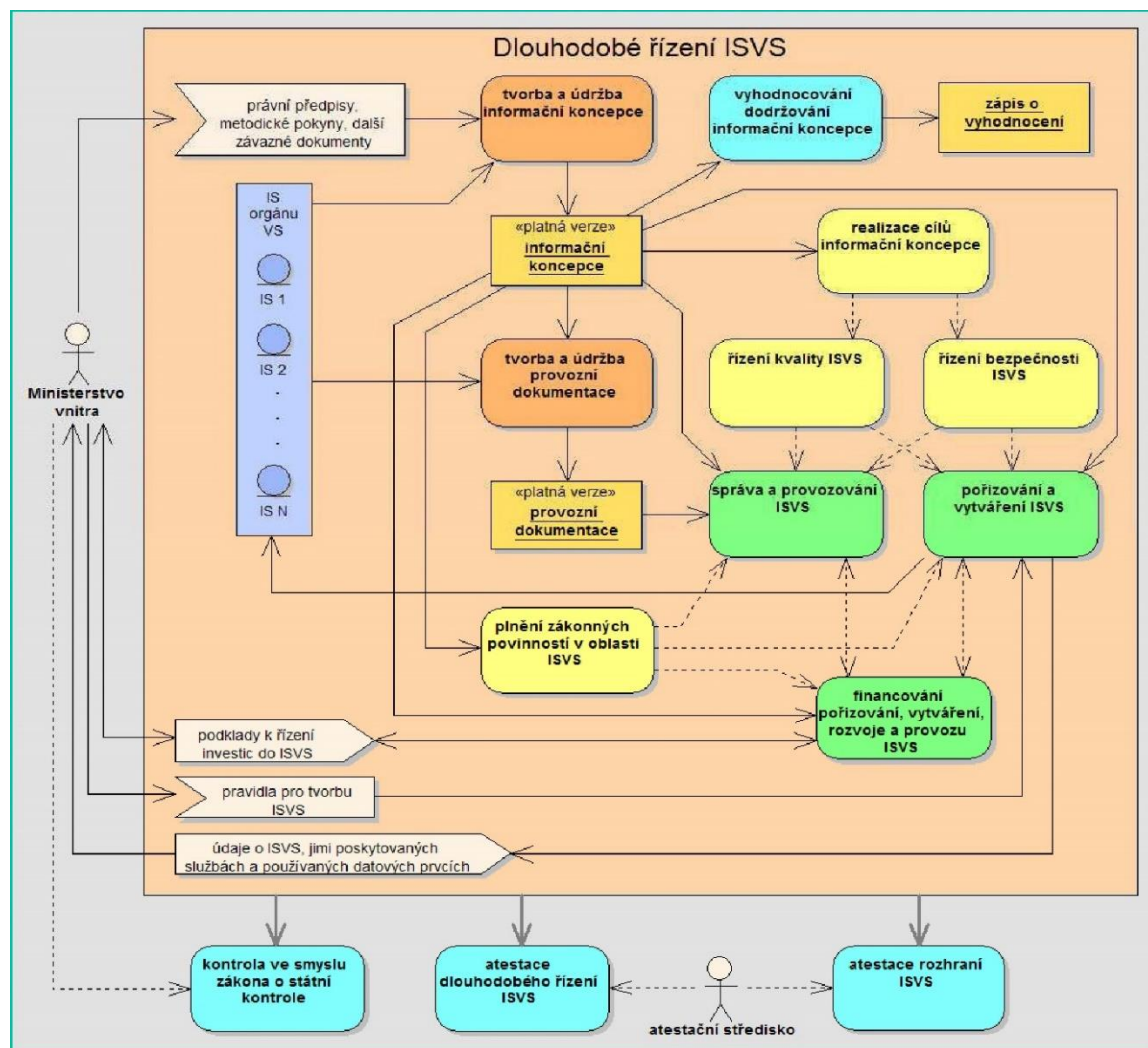 Dlouhodobé řízení ISVS
právní předpisy,
metodické pokyny, další
závazné dokumenty
tvorba a údržba
informační koncepce
vyhodnocování
dodržování
informační koncepce
zápis o
vyhodnocení
IS
orgánu
VS
IS 1
IS 2
.
.
.
IS N
«platná verze»
informační
koncepce
realizace cílů
informační koncepce
Ministerstvo
vnitra
tvorba a údržba
provozní
dokumentace
řízení kvality ISVS
řízení bezpečnosti
ISVS
«platná verze»
provozní
dokumentace
správa a provozování
ISVS
pořizování a
vytváření ISVS
plnění zákonných
povinností v oblasti
ISVS
financování
pořizování, vytváření,
rozvoje a provozu
ISVS
podklady k řízení
investic do ISVS
pravidla pro tvorbu
ISVS
údaje o ISVS, jimi poskytovaných
službách a používaných datových prvcích
kontrola ve smyslu
zákona o státní
kontrole
atestace
dlouhodobého řízení
ISVS
atestační středisko
atestace rozhraní
ISVS